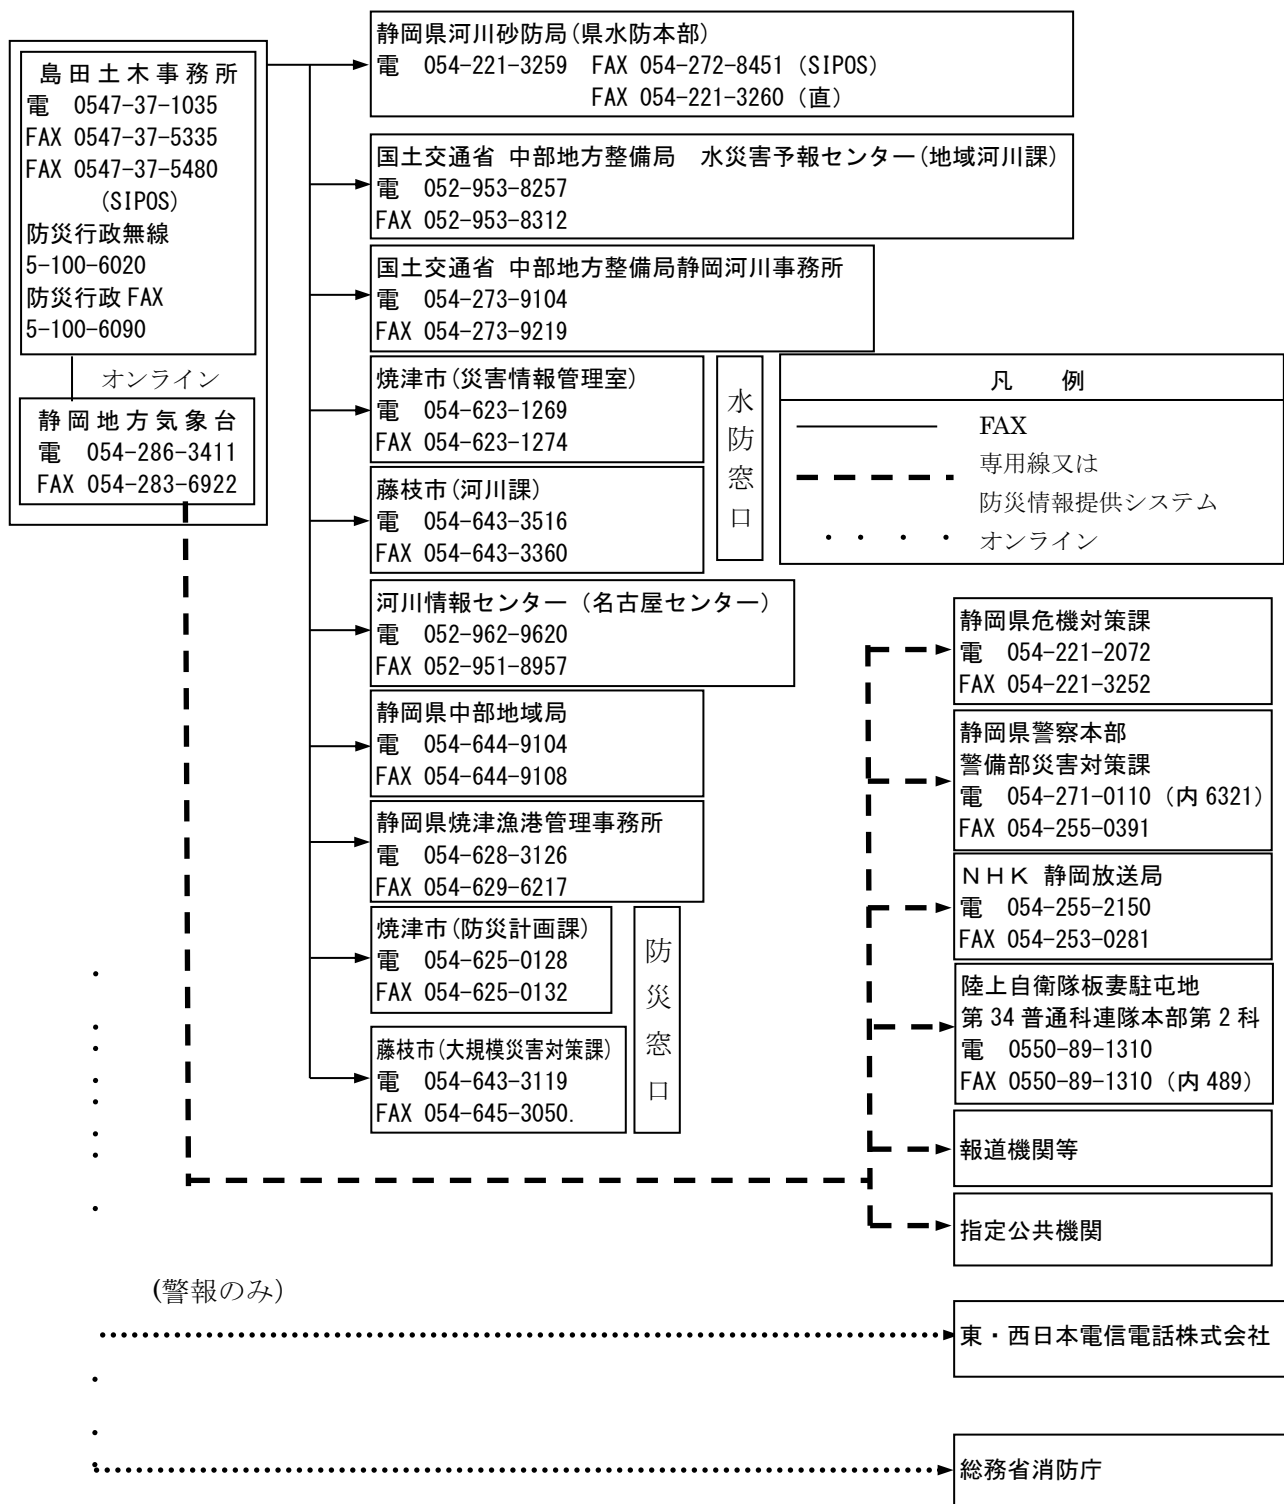 島田土木事務所
電 0547-37-1035
FAX 0547-37-5335
FAX 0547-37-5480
(SIPOS)
防災行政無線
5-100-6020
防災行政 FAX
5-100-6090
オンライン
静岡地方気象台
電 054-286-3411
FAX 054-283-6922
静岡県河川砂防局(県水防本部)
電 054-221-3259 FAX 054-272-8451 (SIPOS)
FAX 054-221-3260 (直)
国土交通省 中部地方整備局 水災害予報センター(地域河川課)
電 052-953-8257
FAX 052-953-8312
国土交通省 中部地方整備局静岡河川事務所
電 054-273-9104
FAX 054-273-9219
焼津市(災害情報管理室)
電 054-623-1269
FAX 054-623-1274
藤枝市(河川課)
電 054-643-3516
FAX 054-643-3360
水防窓口
河川情報センター (名古屋センター)
電 052-962-9620
FAX 052-951-8957
静岡県中部地域局
電 054-644-9104
FAX 054-644-9108
静岡県焼津漁港管理事務所
電 054-628-3126
FAX 054-629-6217
焼津市(防災計画課)
電 054-625-0128
FAX 054-625-0132
藤枝市(大規模災害対策課)
電 054-643-3119
FAX 054-645-3050.
防災窓口
凡 例
FAX
専用線又は
防災情報提供システム
オンライン
静岡県危機対策課
電 054-221-2072
FAX 054-221-3252
静岡県警察本部
警備部災害対策課
電 054-271-0110 (内 6321)
FAX 054-255-0391
NHK 静岡放送局
電 054-255-2150
FAX 054-253-0281
陸上自衛隊板妻駐屯地
第 34 普通科連隊本部第 2 科
電 0550-89-1310
FAX 0550-89-1310 (内 489)
報道機関等
指定公共機関
(警報のみ)
東・西日本電信電話株式会社
総務省消防庁